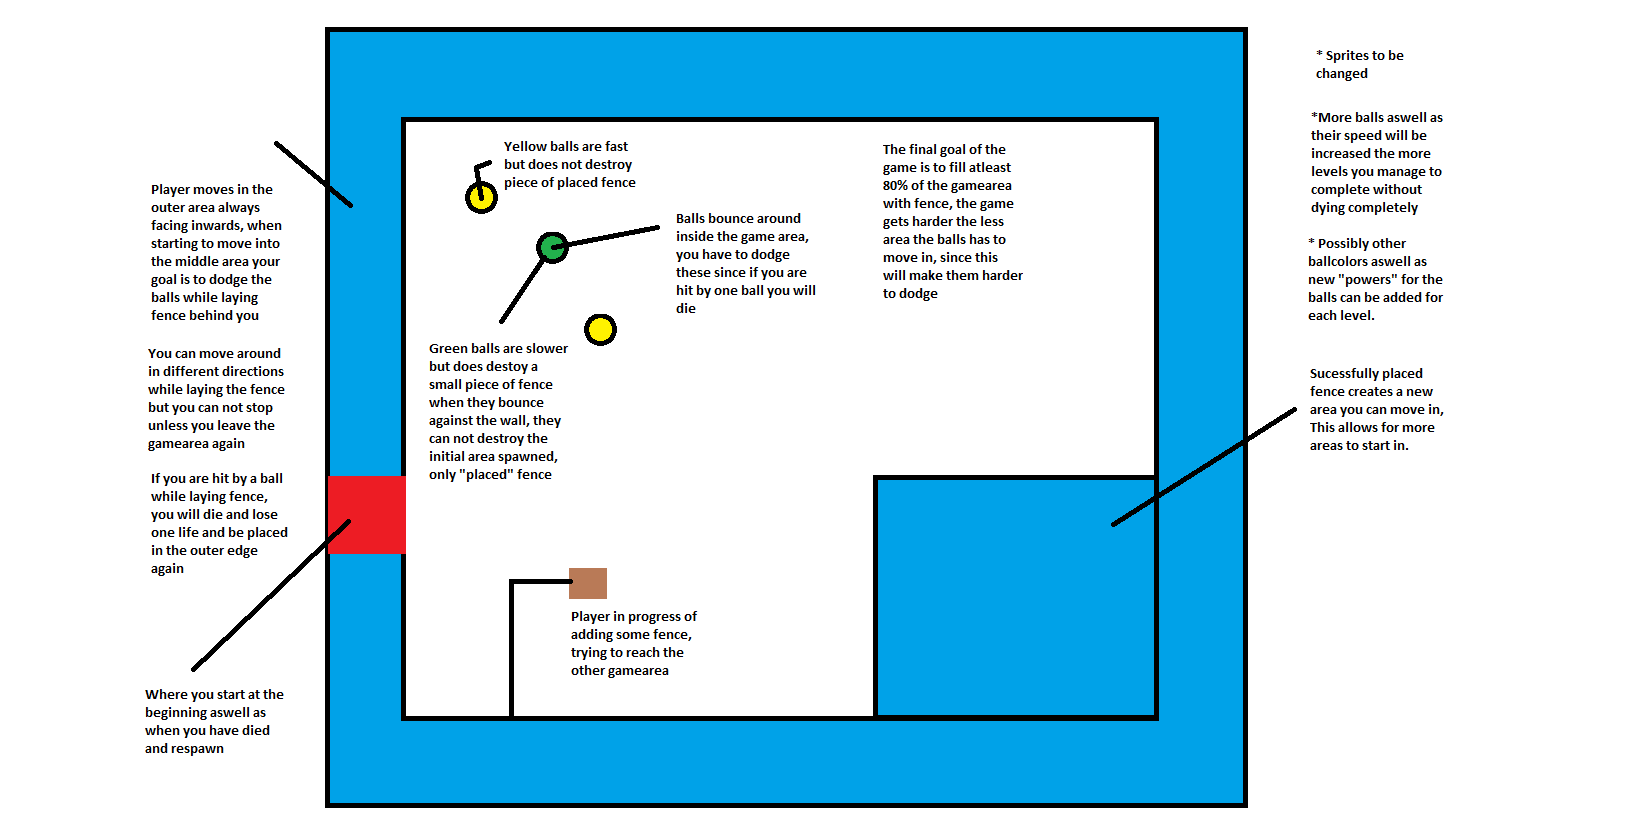 Player moves in the
outer area always
facing inwards, when
starting to move into
the middle area your
goal is to dodge the
balls while laying
fence behind you
You can move around
in different directions
while laying the fence
but you can not stop
unless you leave the
gamearea again
If you are hit by a ball
while laying fence,
you will die and lose
one life and be placed
in the outer edge
again
Where you start at the
beginning aswell as
when you have died
and respawn
Yellow balls are fast
but does not destroy
piece of placed fence
Balls bounce around
inside the game area,
you have to dodge
these since if you are
hit by one ball you will
die
Green balls are slower
but does destoy a
small piece of fence
when they bounce
against the wall, they
can not destroy the
initial area spawned,
only "placed" fence
Player in progress of
adding some fence,
trying to reach the
other gamearea
The final goal of the
game is to fill atleast
80% of the gamearea
with fence, the game
gets harder the less
area the balls has to
move in, since this
will make them harder
to dodge
* Sprites to be
changed
*More balls aswell as
their speed will be
increased the more
levels you manage to
complete without
dying completely
* Possibly other
ballcolors aswell as
new "powers" for the
balls can be added for
each level.
Sucessfully placed
fence creates a new
area you can move in,
This allows for more
areas to start in.